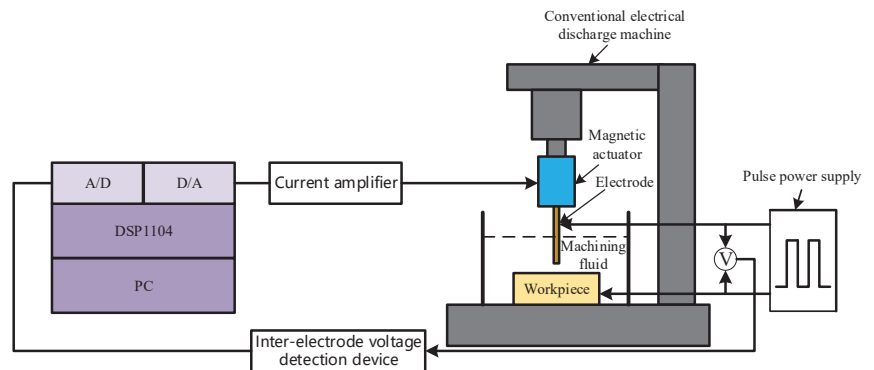 Conventional electrical
discharge machine
Magnetic
actuator
Electrode
Pulse power supply
A/D
D/A
Current amplifier
DSP1104
Machining
fluid
V
PC
Workpiece
Inter-electrode voltage
detection device